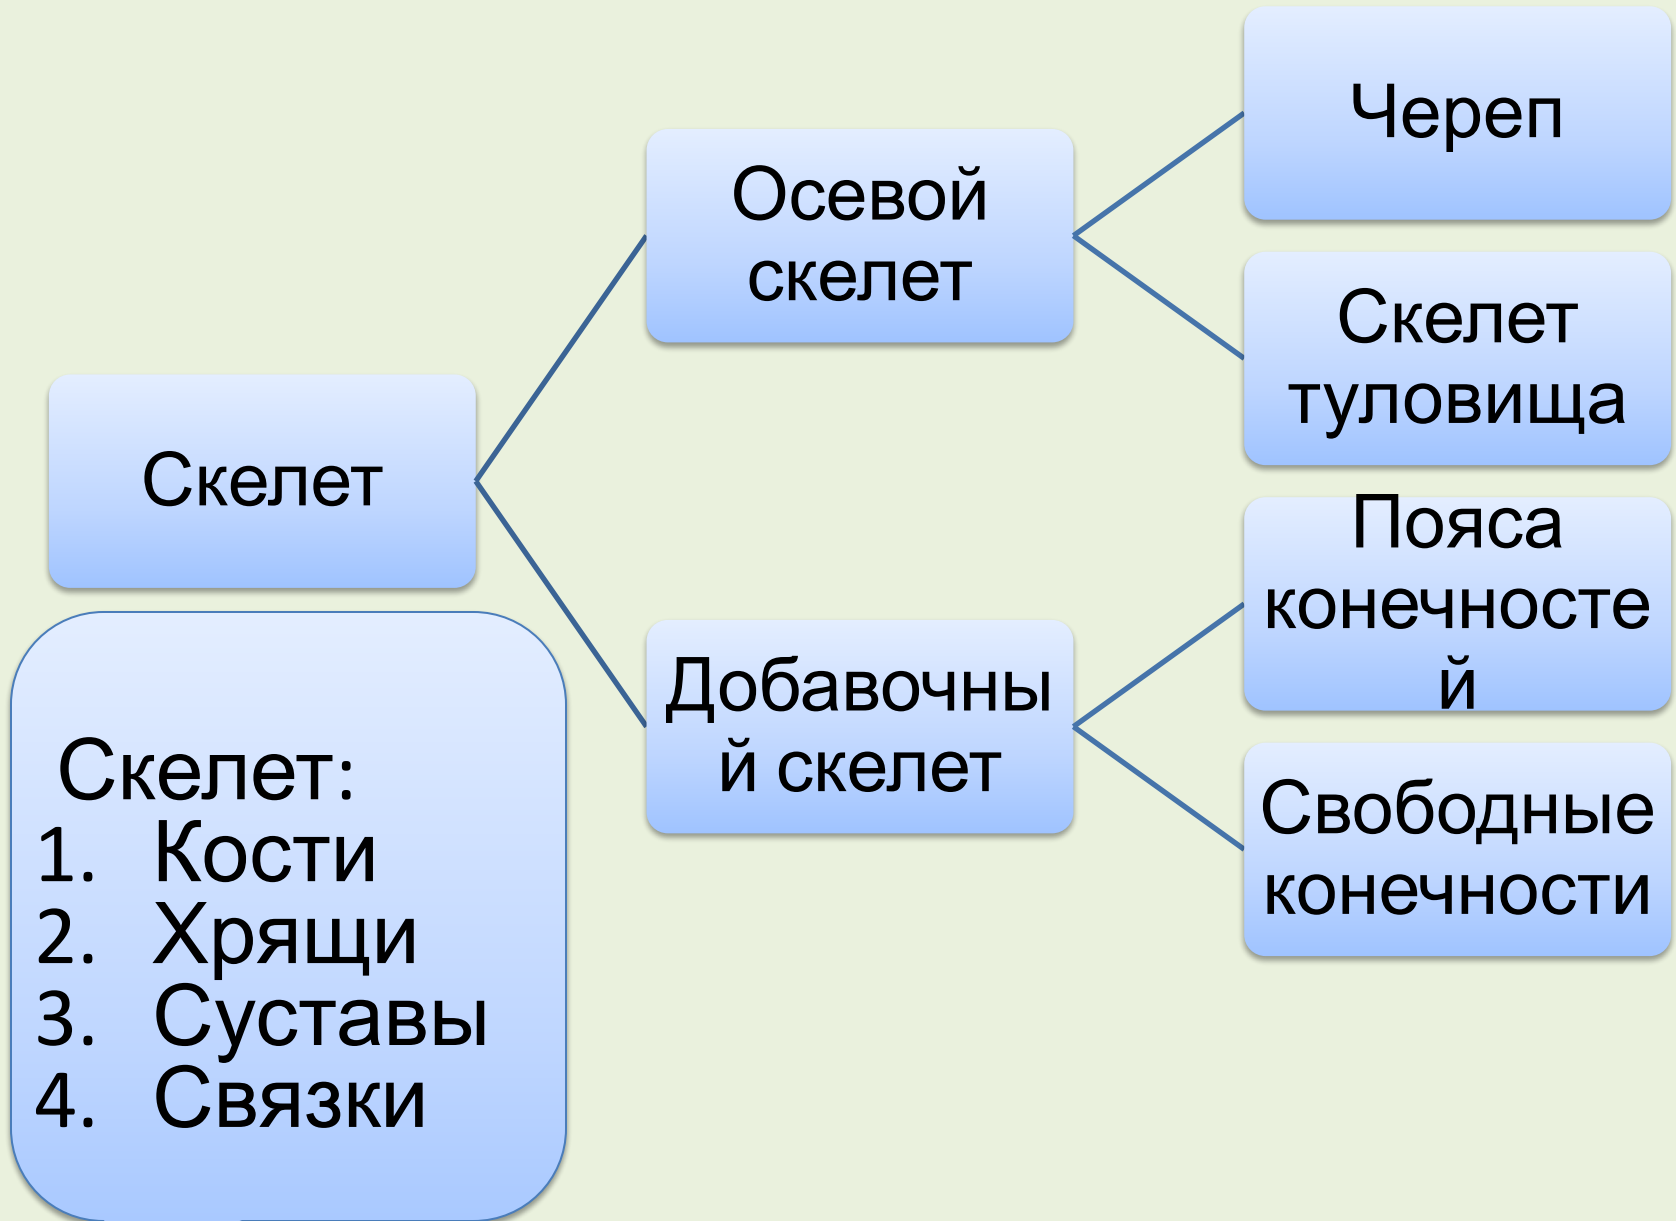 Череп
Осевой
скелет
Скелет
туловища
Скелет
Пояса
конечносте
й
Добавочны
й скелет
Свободные
конечности
Скелет:
1. Кости
2. Хрящи
3. Суставы
4. Связки